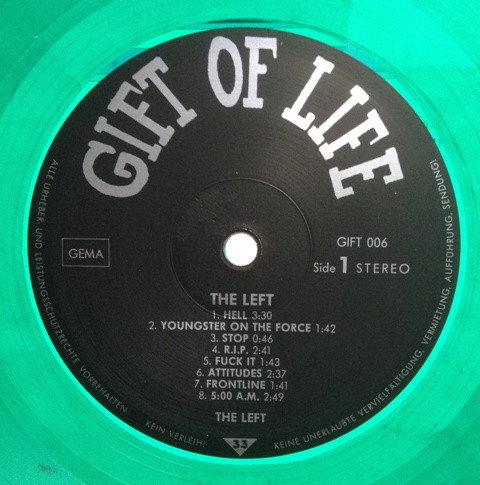 GIFT OF LIFE
GEMA
GIFT 006
Side 1 STEREO
THE LEFT
1. HELL 3:30
2. YOUNGSTER ON THE FORCE 1:42
3. STOP 0:46
4. R.I.P. 2:41
5. FUCK IT 1:43
6. ATTITUDES 2:37
7. FRONTLINE 1:41
8. 5:00 A.M. 2:49
THE LEFT
33
ALLE URHEBER- UND LEISTUNGSSCHUTZRECHTE VORBEHALTEN
KEIN VERLEIH!
KEINE UNERLAUBTE VERVIELFÄLTIGUNG, VERMIETUNG, AUFFÜHRUNG, SENDUNG!